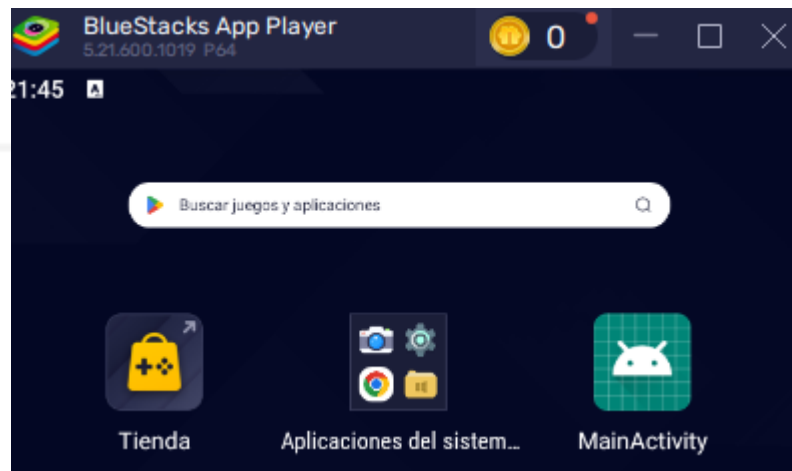 BlueStacks App Player
5.21.600.1019 P64
0
21:45
A
Buscar juegos y aplicaciones
Tienda
Aplicaciones del sistem...
MainActivity